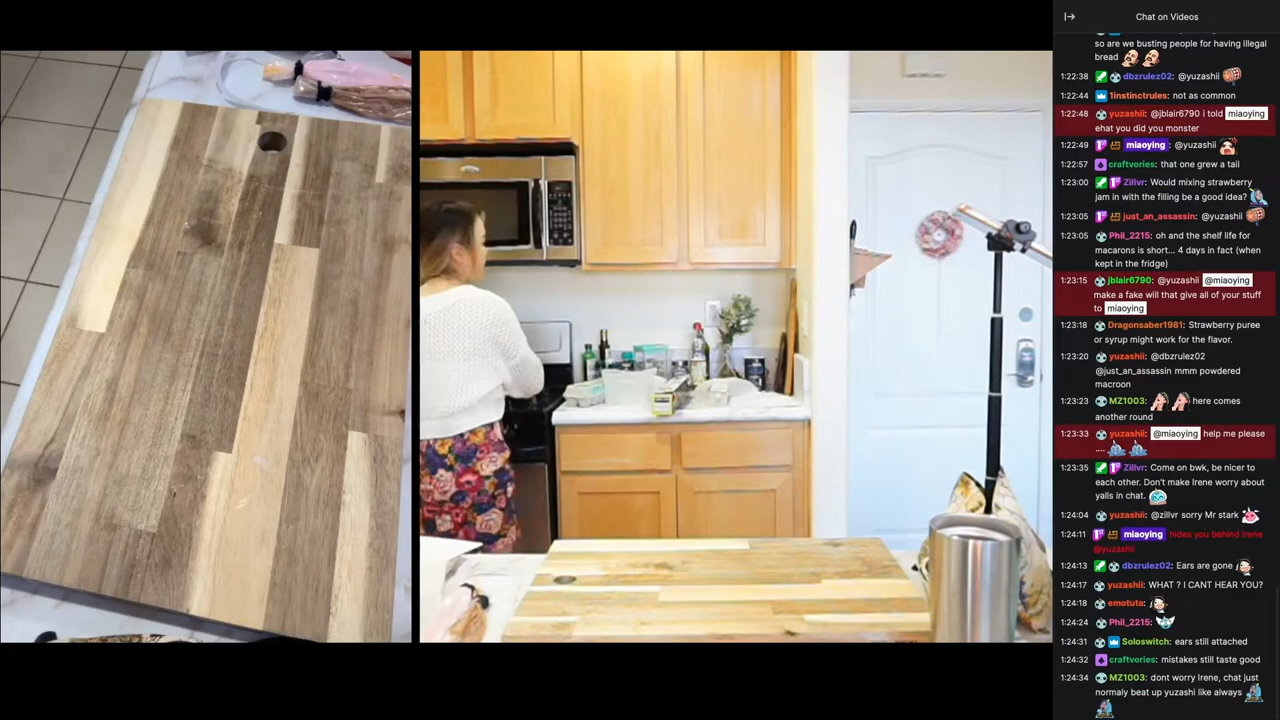 Chat on Videos
so are we busting people for having illegal
bread
1:22:38 dbzrulez02: @yuzashii
1:22:44 1instinctrules: not as common
1:22:48 yuzashii: @jblair6790 i told miaoying
ehat you did you monster
1:22:49 miaoying: @yuzashii
1:22:57 craftvories: that one grew a tail
1:23:00 Zillvr: Would mixing strawberry
jam in with the filling be a good idea?
1:23:05 just_an_assassin: @yuzashii
1:23:05 Phil_2215: oh and the shelf life for
macarons is short... 4 days in fact (when
kept in the fridge)
1:23:15 jblair6790: @yuzashii @miaoying
make a fake will that give all of your stuff
to miaoying
1:23:18 Dragonsaber1981: Strawberry puree
or syrup might work for the flavor.
1:23:20 yuzashii: @dbzrulez02
@just_an_assassin mmm powdered
macroon
1:23:23 MZ1003: here comes
another round
1:23:33 yuzashii: @miaoying help me please
....
1:23:35 Zillvr: Come on bwk, be nicer to
each other. Don't make Irene worry about
yalls in chat.
1:24:04 yuzashii: @zillvr sorry Mr stark
1:24:11 miaoying hides you behind irene
@yuzashii
1:24:13 dbzrulez02: Ears are gone
1:24:17 yuzashii: WHAT ? I CANT HEAR YOU?
1:24:18 emotuta:
1:24:24 Phil_2215:
1:24:31 Soloswitch: ears still attached
1:24:32 craftvories: mistakes still taste good
1:24:34 MZ1003: dont worry Irene, chat just
normaly beat up yuzashi like always